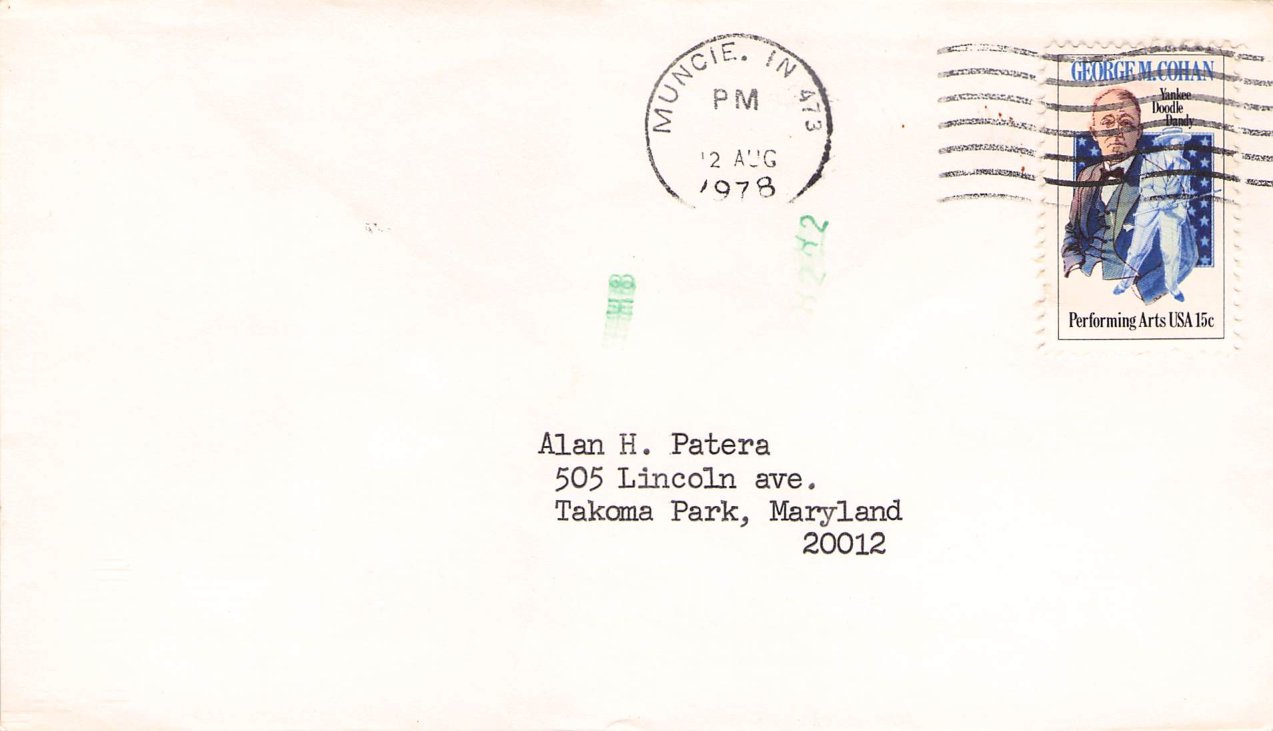 MUNCIE. IN 473
PM
12 AUG
1978
GEORGE M. COHAN
Yankee
Doodle
Dandy
Performing Arts USA 15c
Alan H. Patera
505 Lincoln ave.
Takoma Park, Maryland
20012